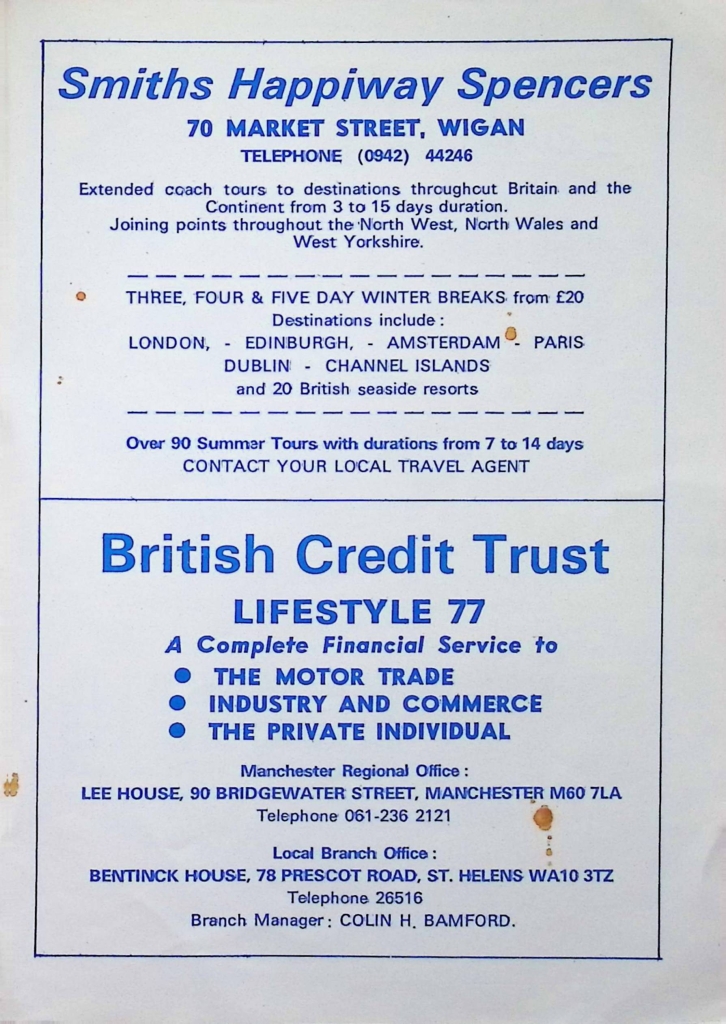 Smiths Happiway Spencers
70 MARKET STREET, WIGAN
TELEPHONE (0942) 44246
Extended coach tours to destinations throughout Britain and the
Continent from 3 to 15 days duration.
Joining points throughout the North West, North Wales and
West Yorkshire.
THREE, FOUR & FIVE DAY WINTER BREAKS from £20
Destinations include :
LONDON, - EDINBURGH, - AMSTERDAM - PARIS
DUBLIN - CHANNEL ISLANDS
and 20 British seaside resorts
Over 90 Summer Tours with durations from 7 to 14 days
CONTACT YOUR LOCAL TRAVEL AGENT
British Credit Trust
LIFESTYLE 77
A Complete Financial Service to
● THE MOTOR TRADE
● INDUSTRY AND COMMERCE
● THE PRIVATE INDIVIDUAL
Manchester Regional Office :
LEE HOUSE, 90 BRIDGEWATER STREET, MANCHESTER M60 7LA
Telephone 061-236 2121
Local Branch Office :
BENTINCK HOUSE, 78 PRESCOT ROAD, ST. HELENS WA10 3TZ
Telephone 26516
Branch Manager : COLIN H. BAMFORD.